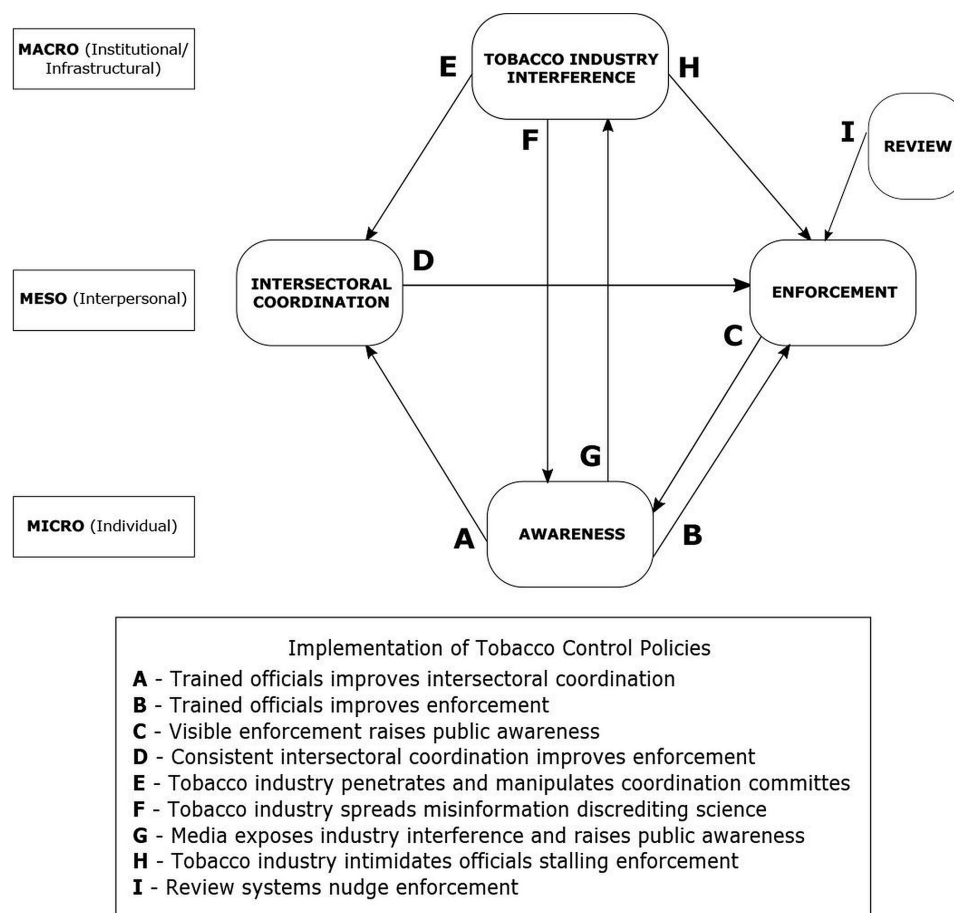 MACRO (Institutional/
Infrastructural)
E
TOBACCO INDUSTRY
INTERFERENCE
H
F
I
REVIEW
MESO (Interpersonal)
INTERSECTORAL
COORDINATION
D
ENFORCEMENT
C
G
MICRO (Individual)
A
AWARENESS
B
Implementation of Tobacco Control Policies
A - Trained officials improves intersectoral coordination
B - Trained officials improves enforcement
C - Visible enforcement raises public awareness
D - Consistent intersectoral coordination improves enforcement
E - Tobacco industry penetrates and manipulates coordination committes
F - Tobacco industry spreads misinformation discrediting science
G - Media exposes industry interference and raises public awareness
H - Tobacco industry intimidates officials stalling enforcement
I - Review systems nudge enforcement